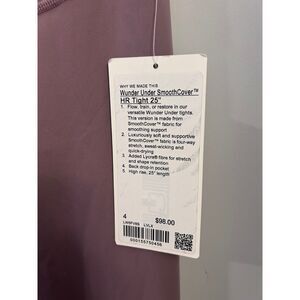 WHY WE MADE THIS
Wunder Under SmoothCover™
HR Tight 25"
1. Flow, train, or restore in our
versatile Wunder Under tights.
This version is made from
SmoothCover™ fabric for
smoothing support
2. Luxuriously soft and supportive
SmoothCover™ fabric is four-way
stretch, sweat-wicking and
quick-drying
3. Added Lycra® fibre for stretch
and shape retention
4. Back drop-in pocket
5. High rise, 25" length
4
$98.00
LVLX